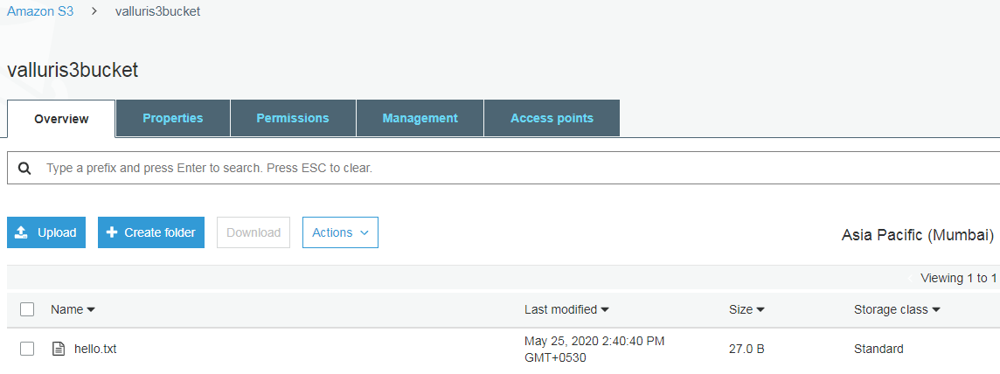 Amazon S3 > valluris3bucket
valluris3bucket
Overview Properties Permissions Management Access points
Type a prefix and press Enter to search. Press ESC to clear.
Upload Create folder Download Actions
Asia Pacific (Mumbai)
Viewing 1 to 1
Name Last modified Size Storage class
hello.txt May 25, 2020 2:40:40 PM 27.0 B Standard
GMT+0530